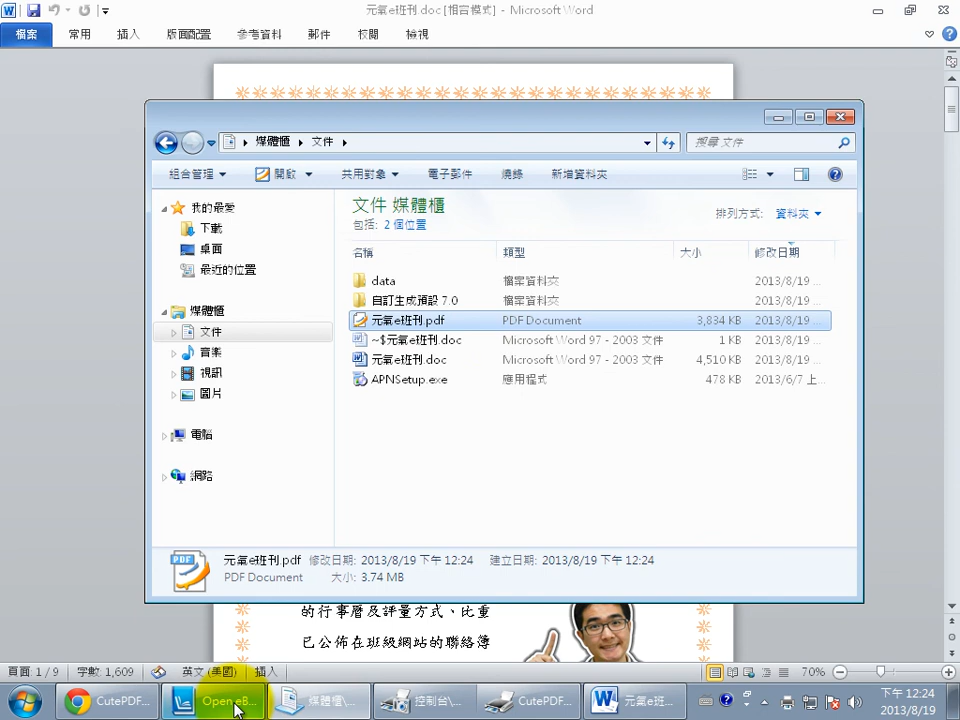 元氣e班刊.doc [相容模式] - Microsoft Word
檔案 常用 插入 版面配置 參考資料 郵件 校閱 檢視
媒體櫃 文件
搜尋 文件
組合管理 開啟 共用對象 電子郵件 燒錄 新增資料夾
我的最愛
下載
桌面
最近的位置
媒體櫃
文件
音樂
視訊
圖片
電腦
網路
文件 媒體櫃
包括: 2 個位置
排列方式: 資料夾
名稱 類型 大小 修改日期
data 檔案資料夾 2013/8/19 ...
自訂生成預設 7.0 檔案資料夾 2013/8/19 ...
元氣e班刊.pdf PDF Document 3,834 KB 2013/8/19 ...
~$元氣e班刊.doc Microsoft Word 97 - 2003 文件 1 KB 2013/8/19 ...
元氣e班刊.doc Microsoft Word 97 - 2003 文件 4,510 KB 2013/8/19 ...
APNSetup.exe 應用程式 478 KB 2013/6/7 上...
元氣e班刊.pdf 修改日期: 2013/8/19 下午 12:24 建立日期: 2013/8/19 下午 12:24
PDF Document 大小: 3.74 MB
的行事曆及評量方式、比重
已公佈在班級網站的聯絡簿
頁面: 1 / 9 字數: 1,609 英文 (美國) 插入 70%
CutePDF... Open eB... 媒體櫃\... 控制台\... CutePDF... 元氣e班...
下午 12:24
2013/8/19